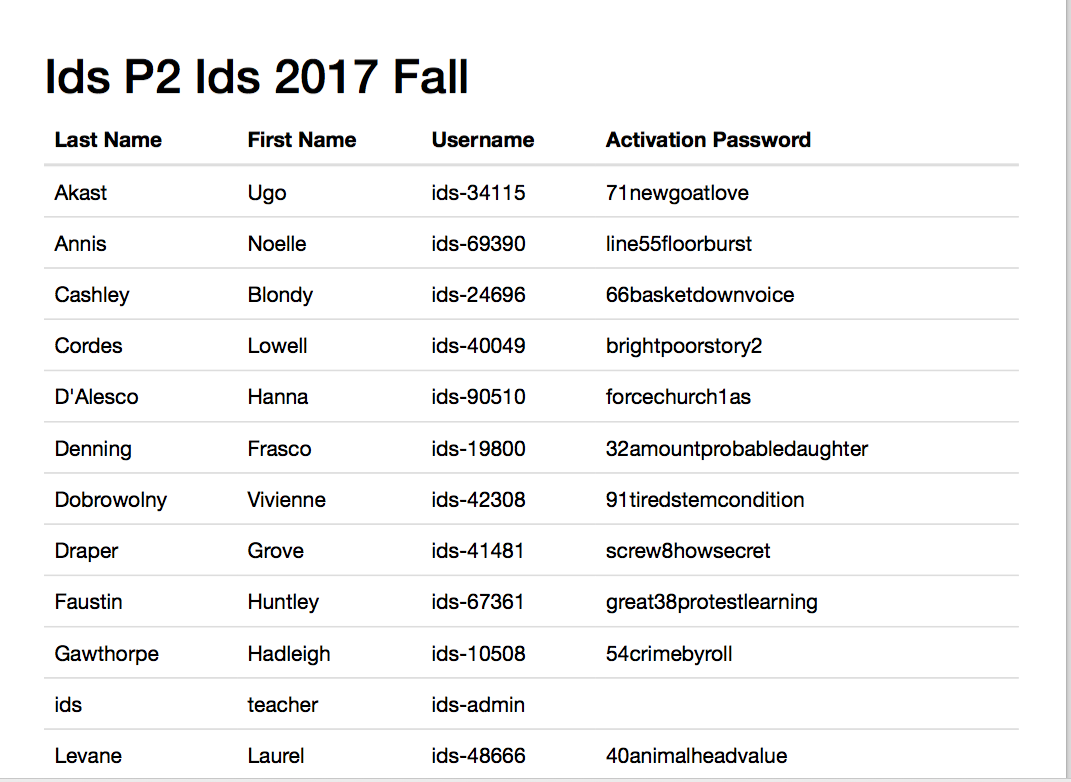 Ids P2 Ids 2017 Fall
Last Name First Name Username Activation Password
Akast Ugo ids-34115 71newgoatlove
Annis Noelle ids-69390 line55floorburst
Cashley Blondy ids-24696 66basketdownvoice
Cordes Lowell ids-40049 brightpoorstory2
D'Alesco Hanna ids-90510 forcechurch1as
Denning Frasco ids-19800 32amountprobabledaughter
Dobrowolny Vivienne ids-42308 91tiredstemcondition
Draper Grove ids-41481 screw8howsecret
Faustin Huntley ids-67361 great38protestlearning
Gawthorpe Hadleigh ids-10508 54crimebyroll
ids teacher ids-admin
Levane Laurel ids-48666 40animalheadvalue